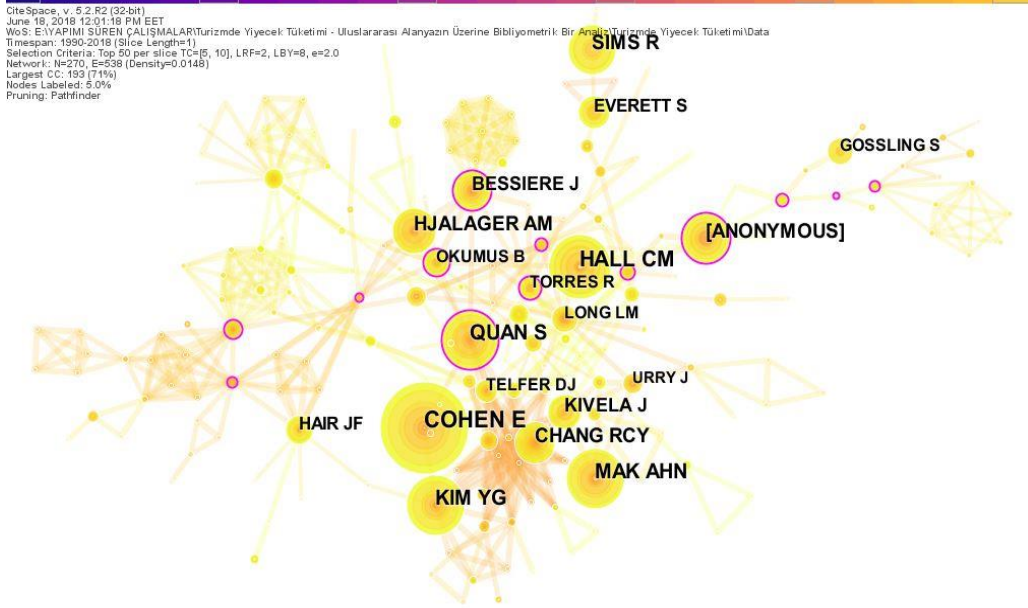 CiteSpace, v. 5.2.R2 (32-bit)
June 18, 2018 12:01:18 PM EET
WoS: E:\YAPIMI SÜREN ÇALIŞMALAR\Turizmde Yiyecek Tüketimi - Uluslararası Alanyazın Üzerine Bibliyometrik Bir Analiz\Turizmde Yiyecek Tüketimi\Data
Timespan: 1990-2018 (Slice Length=1)
Selection Criteria: Top 50 per slice TC=[5, 10], LRF=2, LBY=8, e=2.0
Network: N=270, E=538 (Density=0.0148)
Largest CC: 193 (71%)
Nodes Labeled: 5.0%
Pruning: Pathfinder
SIMS R
EVERETT S
GOSSLING S
BESSIERE J
HJALAGER AM
[ANONYMOUS]
OKUMUS B
HALL CM
TORRES R
LONG LM
QUAN S
URRY J
TELFER DJ
KIVELA J
COHEN E
HAIR JF
CHANG RCY
MAK AHN
KIM YG